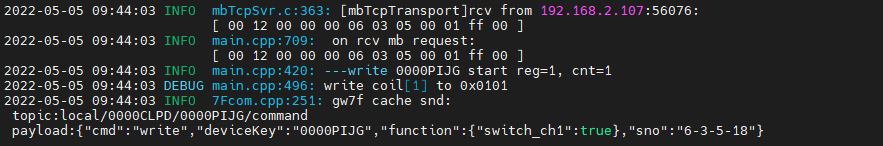 2022-05-05 09:44:03 INFO  mbTcpSvr.c:363: [mbTcpTransport]rcv from 192.168.2.107:56076:
[ 00 12 00 00 00 06 03 05 00 01 ff 00 ]
2022-05-05 09:44:03 INFO  main.cpp:709:  on rcv mb request:
[ 00 12 00 00 00 06 03 05 00 01 ff 00 ]
2022-05-05 09:44:03 INFO  main.cpp:420: ---write 0000PIJG start reg=1, cnt=1
2022-05-05 09:44:03 DEBUG main.cpp:496: write coil[1] to 0x0101
2022-05-05 09:44:03 INFO  7Fcom.cpp:251: gw7f cache snd:
topic:local/0000CLPD/0000PIJG/command
payload:{"cmd":"write","deviceKey":"0000PIJG","function":{"switch_ch1":true},"sno":"6-3-5-18"}